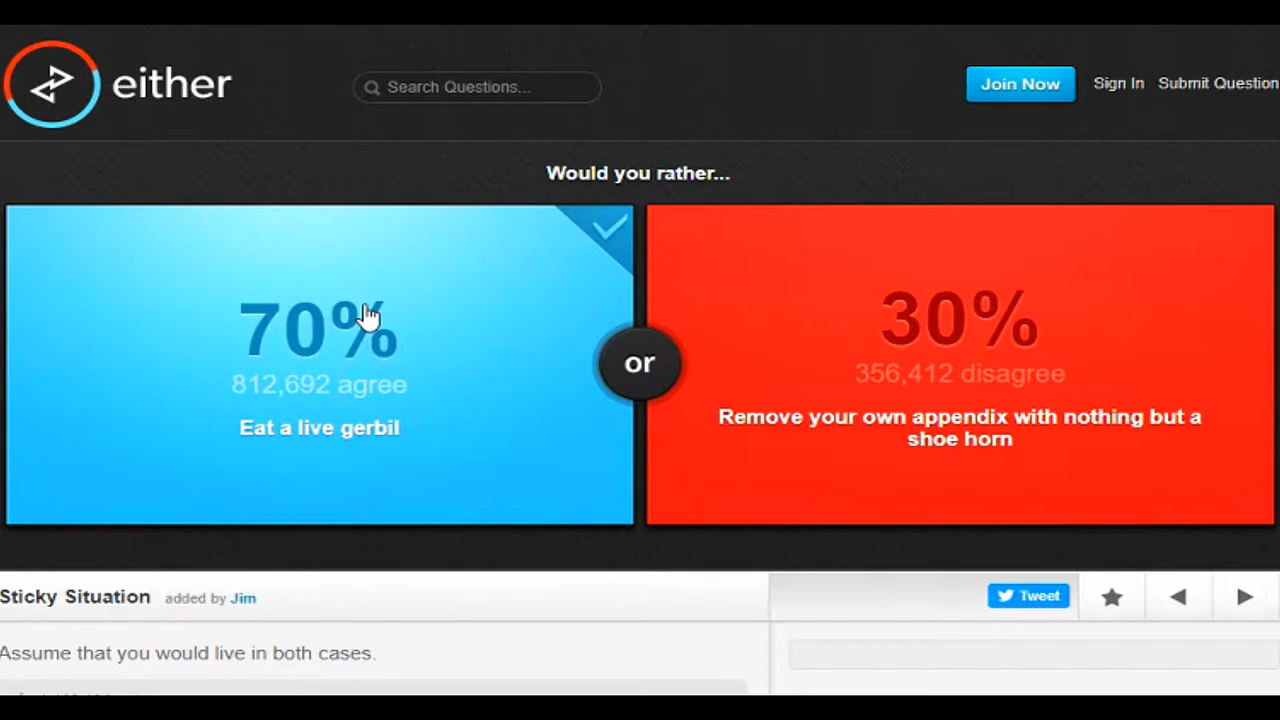 either
Search Questions...
Join Now
Sign In
Submit Question
Would you rather...
70%
812,692 agree
Eat a live gerbil
or
30%
356,412 disagree
Remove your own appendix with nothing but a
shoe horn
Sticky Situation added by Jim
Tweet
Assume that you would live in both cases.